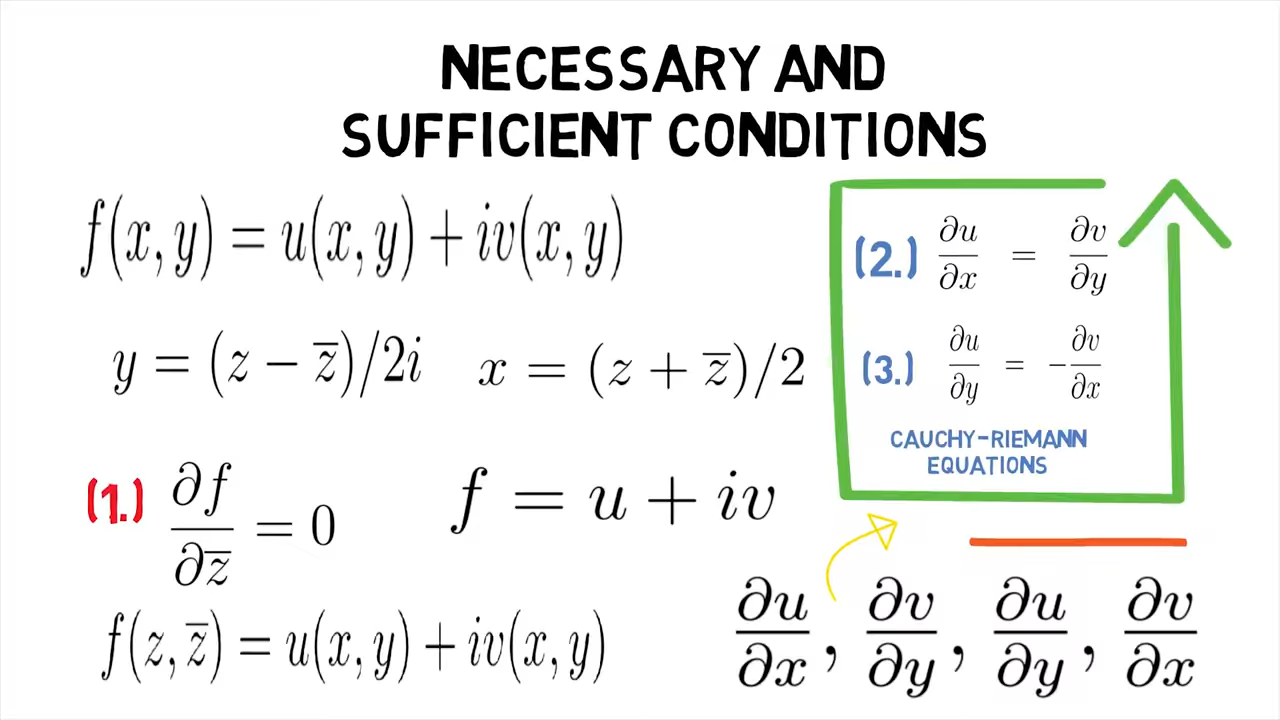 NECESSARY AND
SUFFICIENT CONDITIONS
f(x, y) = u(x, y) + iv(x, y)
y = (z − z̅)/2i
x = (z + z̅)/2
(1.) ∂f/∂z̅ = 0
f = u + iv
f(z, z̅) = u(x, y) + iv(x, y)
(2.) ∂u/∂x = ∂v/∂y
(3.) ∂u/∂y = −∂v/∂x
CAUCHY-RIEMANN
EQUATIONS
∂u/∂x, ∂v/∂y, ∂u/∂y, ∂v/∂x